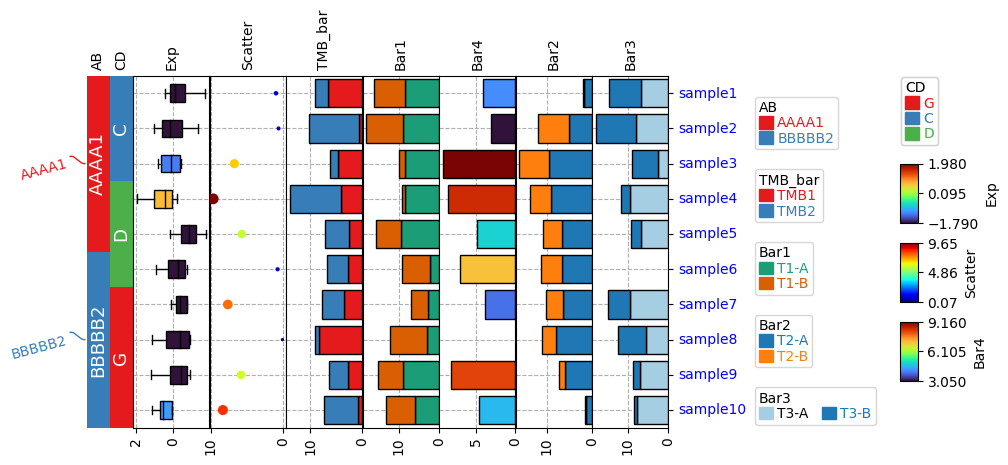 AB
CD
Exp
Scatter
TMB_bar
Bar1
Bar4
Bar2
Bar3
AAAA1
BBBBB2
AAAA1
BBBBB2
C
D
G
sample1
sample2
sample3
sample4
sample5
sample6
sample7
sample8
sample9
sample10
2
0
10
0
10
0
10
0
5
0
10
0
10
0
AB
AAAA1
BBBBB2
TMB_bar
TMB1
TMB2
Bar1
T1-A
T1-B
Bar2
T2-A
T2-B
Bar3
T3-A T3-B
CD
G
C
D
1.980
0.095
−1.790
Exp
9.65
4.86
0.07
Scatter
9.160
6.105
3.050
Bar4